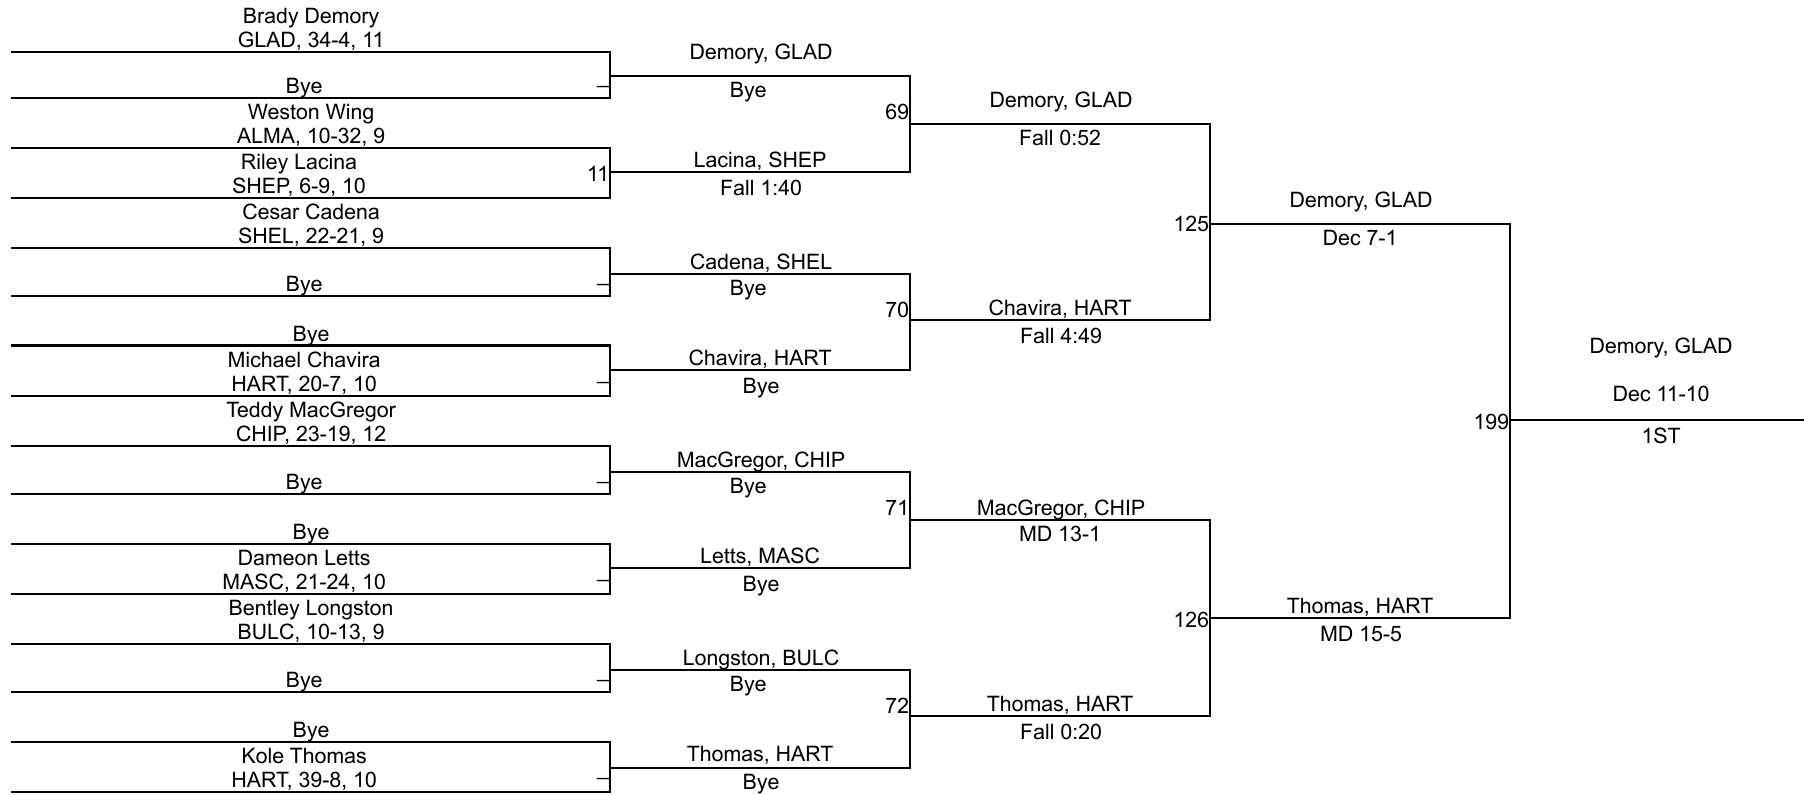 Brady Demory
GLAD, 34-4, 11
Bye
Weston Wing
ALMA, 10-32, 9
Riley Lacina
SHEP, 6-9, 10
11
Cesar Cadena
SHEL, 22-21, 9
Bye
Bye
Michael Chavira
HART, 20-7, 10
Teddy MacGregor
CHIP, 23-19, 12
Bye
Bye
Dameon Letts
MASC, 21-24, 10
Bentley Longston
BULC, 10-13, 9
Bye
Bye
Kole Thomas
HART, 39-8, 10
Demory, GLAD
Bye
69
Lacina, SHEP
Fall 1:40
Cadena, SHEL
Bye
70
Chavira, HART
Bye
MacGregor, CHIP
Bye
71
Letts, MASC
Bye
Longston, BULC
Bye
72
Thomas, HART
Bye
Demory, GLAD
Fall 0:52
125
Chavira, HART
Fall 4:49
MacGregor, CHIP
MD 13-1
126
Thomas, HART
Fall 0:20
Demory, GLAD
Dec 7-1
199
Thomas, HART
MD 15-5
Demory, GLAD
Dec 11-10
1ST